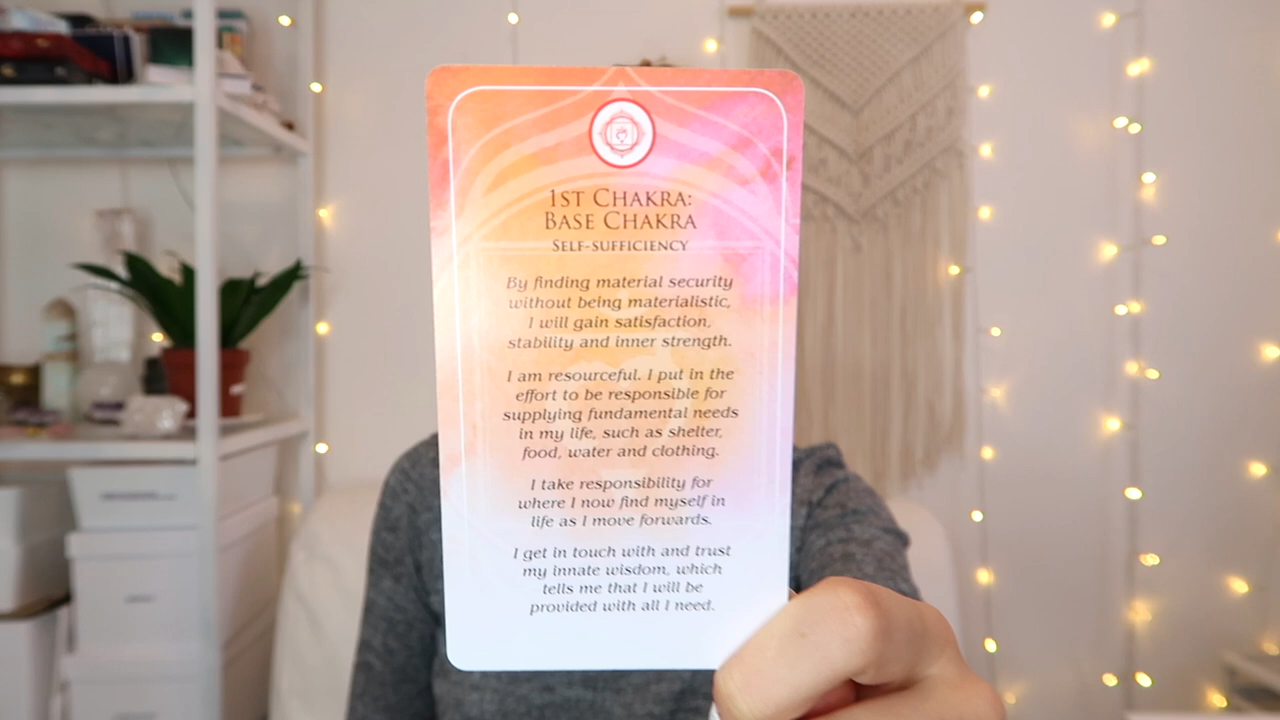 1ST CHAKRA:
BASE CHAKRA
SELF-SUFFICIENCY
By finding material security
without being materialistic,
I will gain satisfaction,
stability and inner strength.
I am resourceful. I put in the
effort to be responsible for
supplying fundamental needs
in my life, such as shelter,
food, water and clothing.
I take responsibility for
where I now find myself in
life as I move forwards.
I get in touch with and trust
my innate wisdom, which
tells me that I will be
provided with all I need.